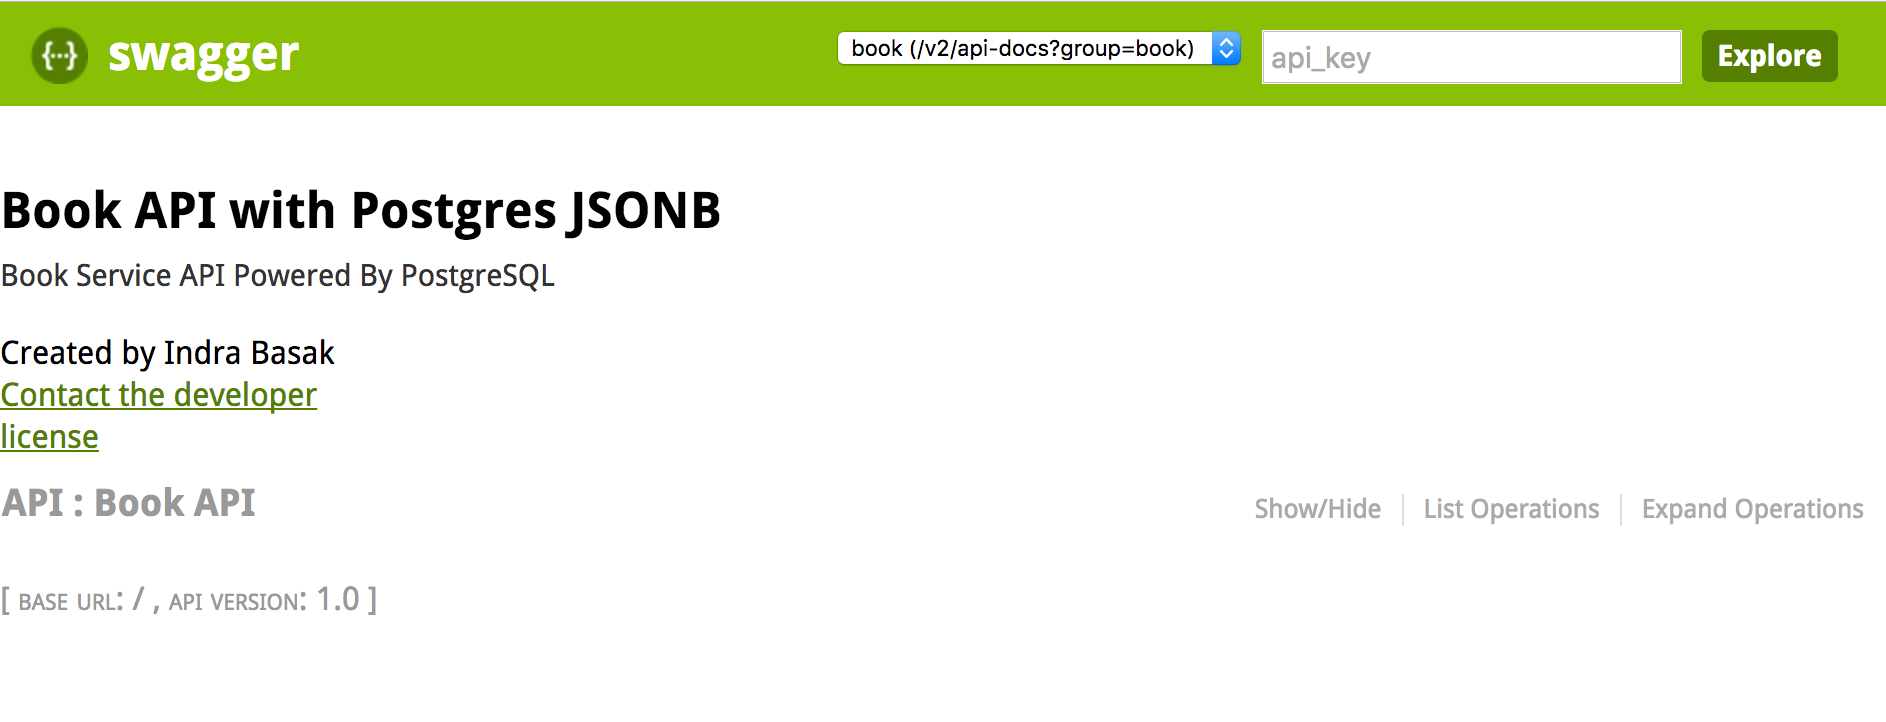 {···} swagger book (/v2/api-docs?group=book) api_key Explore
Book API with Postgres JSONB
Book Service API Powered By PostgreSQL
Created by Indra Basak
Contact the developer
license
API : Book API Show/Hide List Operations Expand Operations
[ BASE URL: / , API VERSION: 1.0 ]